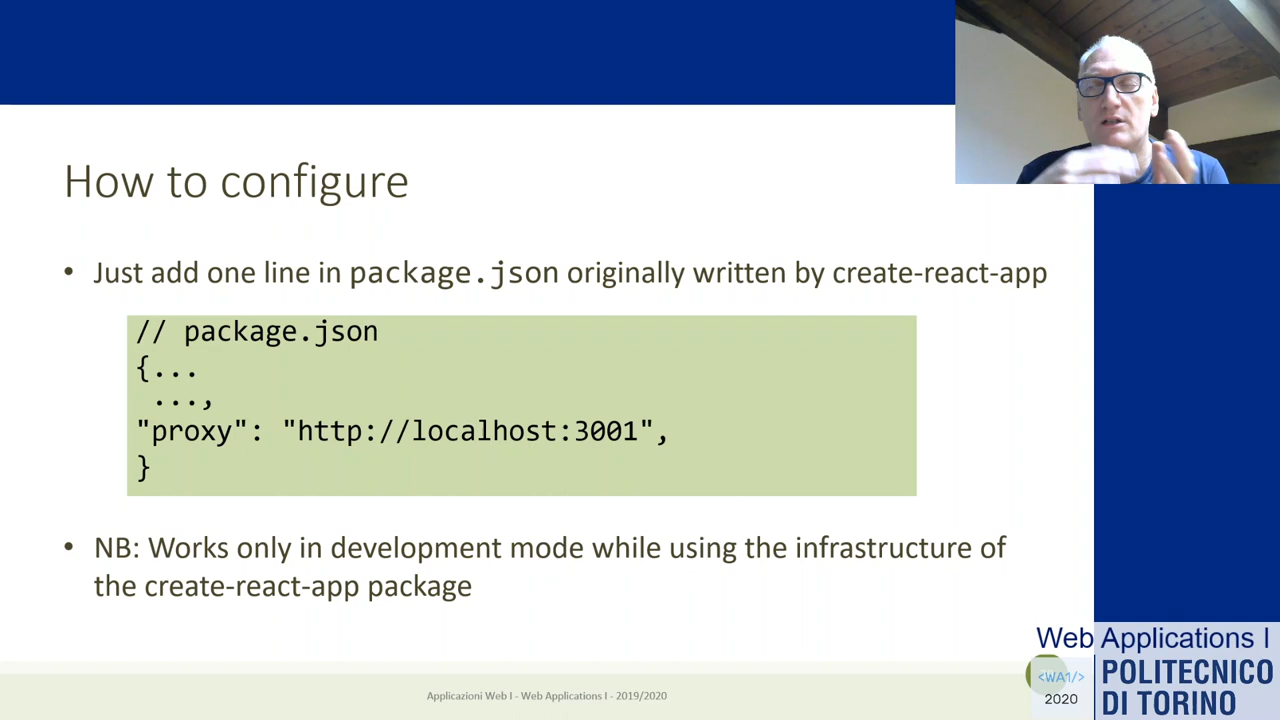 How to configure
• Just add one line in package.json originally written by create-react-app
// package.json
{...
...,
"proxy": "http://localhost:3001",
}
• NB: Works only in development mode while using the infrastructure of
the create-react-app package
Applicazioni Web I - Web Applications I - 2019/2020
Web Applications I
<WA1/>
2020
POLITECNICO
DI TORINO